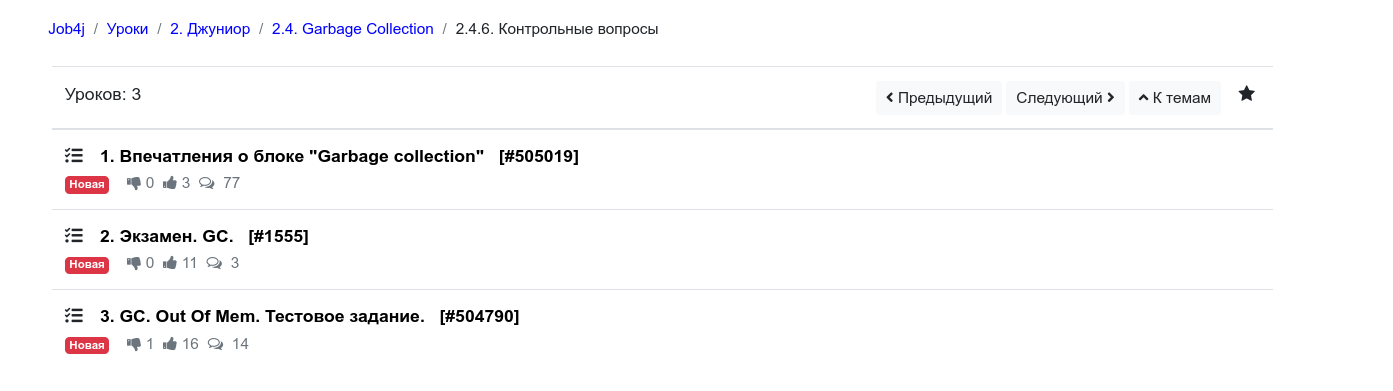 Job4j / Уроки / 2. Джуниор / 2.4. Garbage Collection / 2.4.6. Контрольные вопросы
Уроков: 3 Предыдущий Следующий К темам
1. Впечатления о блоке "Garbage collection" [#505019]
Новая 0 3 77
2. Экзамен. GC. [#1555]
Новая 0 11 3
3. GC. Out Of Mem. Тестовое задание. [#504790]
Новая 1 16 14